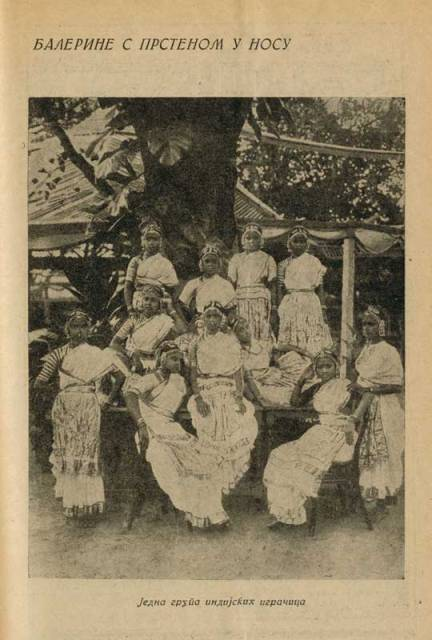 БАЛЕРИНЕ С ПРСТЕНОМ У НОСУ
Једна група индијских играчица